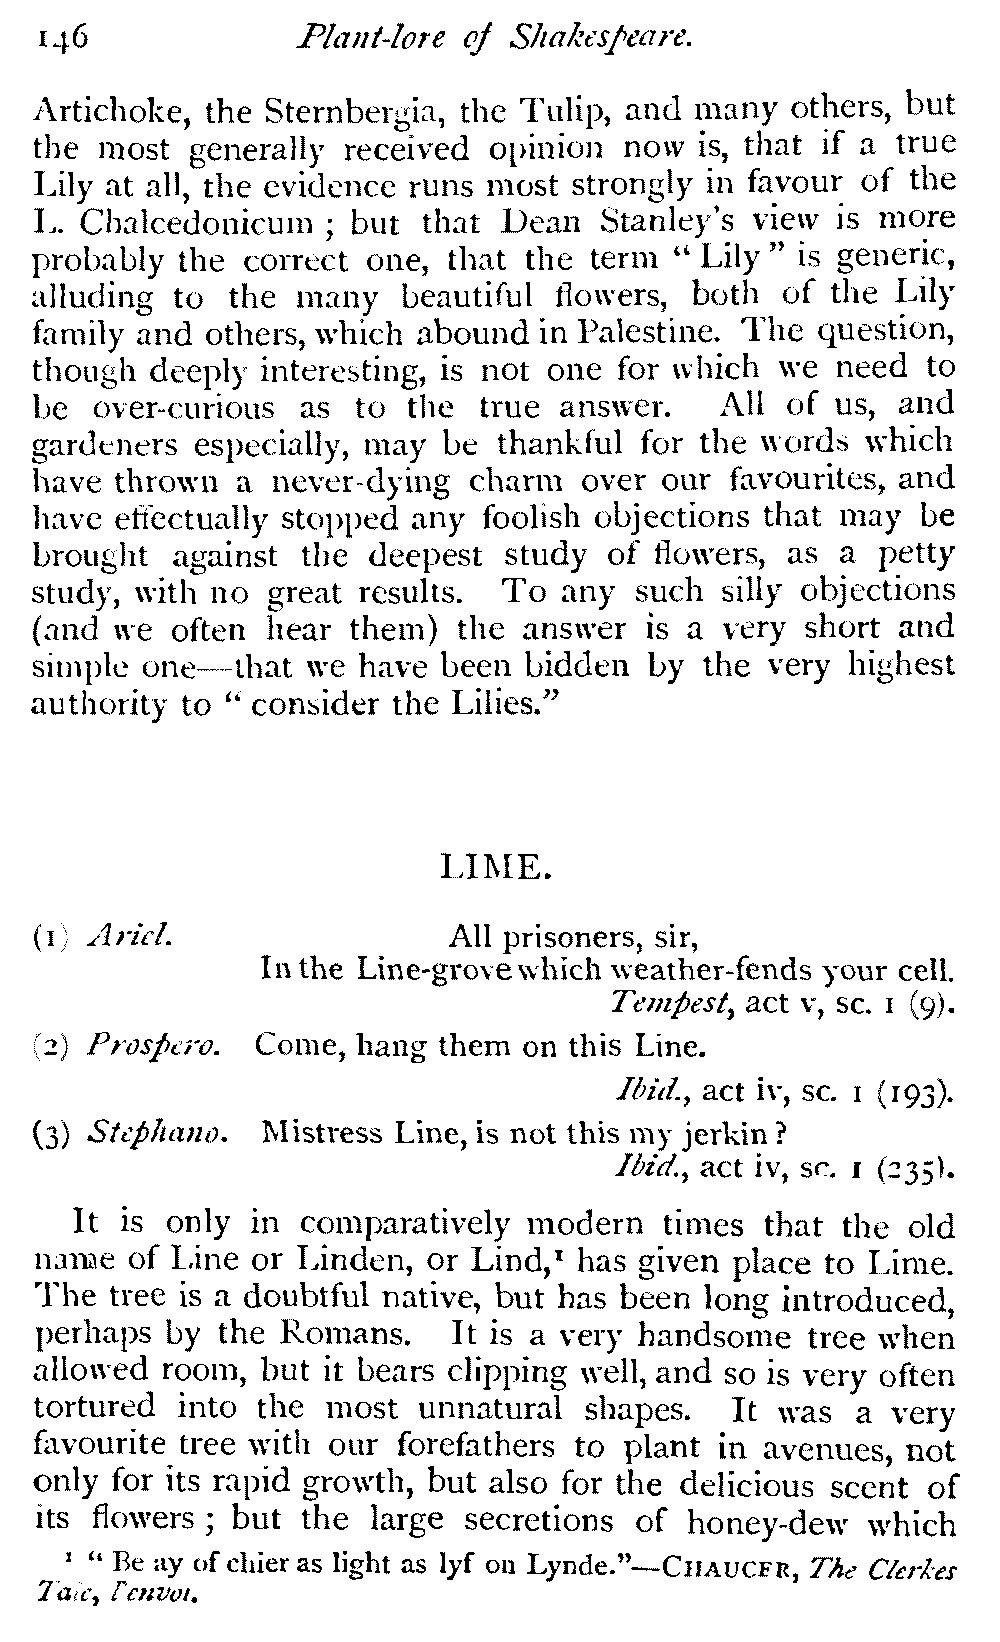 146 Plant-lore of Shakespeare.
Artichoke, the Sternbergia, the Tulip, and many others, but
the most generally received opinion now is, that if a true
Lily at all, the evidence runs most strongly in favour of the
L. Chalcedonicum ; but that Dean Stanley's view is more
probably the correct one, that the term “ Lily ” is generic,
alluding to the many beautiful flowers, both of the Lily
family and others, which abound in Palestine. The question,
though deeply interesting, is not one for which we need to
be over-curious as to the true answer. All of us, and
gardeners especially, may be thankful for the words which
have thrown a never-dying charm over our favourites, and
have effectually stopped any foolish objections that may be
brought against the deepest study of flowers, as a petty
study, with no great results. To any such silly objections
(and we often hear them) the answer is a very short and
simple one—that we have been bidden by the very highest
authority to “ consider the Lilies.”
LIME.
(1) Ariel. All prisoners, sir,
In the Line-grove which weather-fends your cell.
Tempest, act v, sc. 1 (9).
(2) Prospero. Come, hang them on this Line.
Ibid., act iv, sc. 1 (193).
(3) Stephano. Mistress Line, is not this my jerkin ?
Ibid., act iv, sc. 1 (235).
It is only in comparatively modern times that the old
name of Line or Linden, or Lind,¹ has given place to Lime.
The tree is a doubtful native, but has been long introduced,
perhaps by the Romans. It is a very handsome tree when
allowed room, but it bears clipping well, and so is very often
tortured into the most unnatural shapes. It was a very
favourite tree with our forefathers to plant in avenues, not
only for its rapid growth, but also for the delicious scent of
its flowers ; but the large secretions of honey-dew which
¹ “ Be ay of chier as light as lyf on Lynde.”—CHAUCER, The Clerkes
Tale, l'envoi.